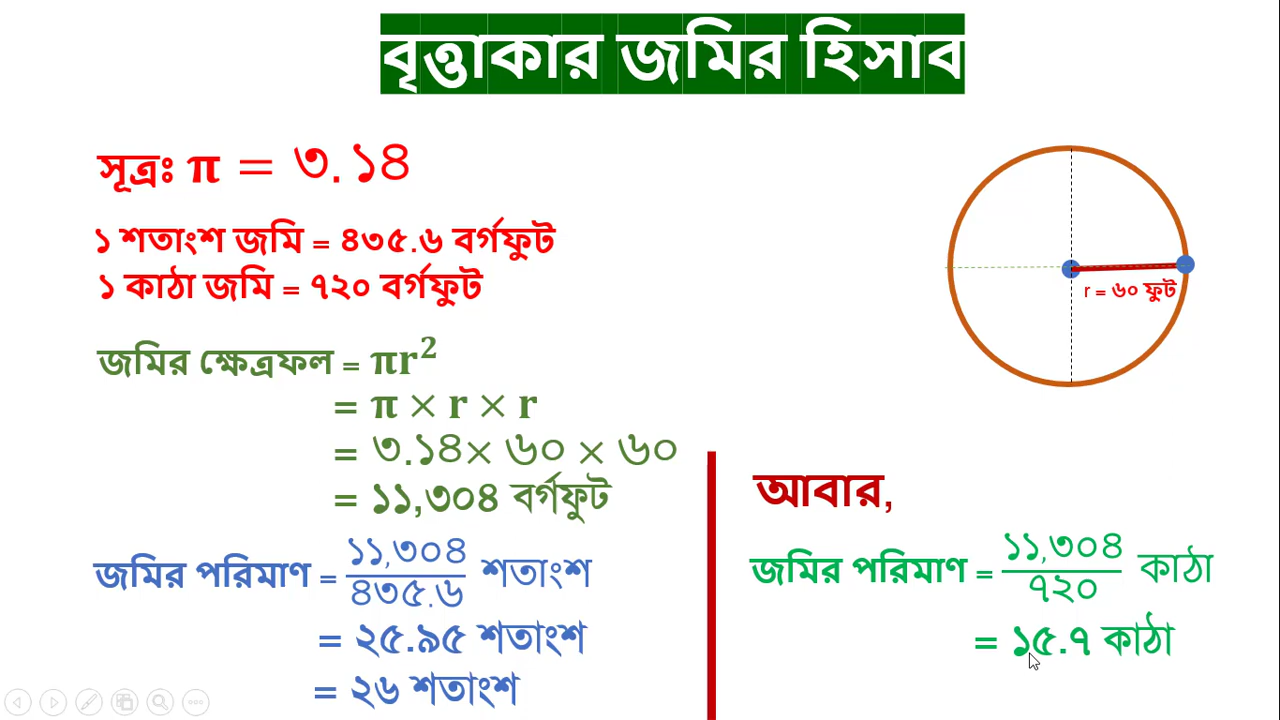 বৃত্তাকার জমির হিসাব
সূত্রঃ π = ৩.১৪
১ শতাংশ জমি = ৪৩৫.৬ বর্গফুট
১ কাঠা জমি = ৭২০ বর্গফুট
r = ৬০ ফুট
জমির ক্ষেত্রফল = πr²
= π × r × r
= ৩.১৪× ৬০ × ৬০
= ১১,৩০৪ বর্গফুট
জমির পরিমাণ = ১১,৩০৪/৪৩৫.৬ শতাংশ
= ২৫.৯৫ শতাংশ
= ২৬ শতাংশ
আবার,
জমির পরিমাণ = ১১,৩০৪/৭২০ কাঠা
= ১৫.৭ কাঠা